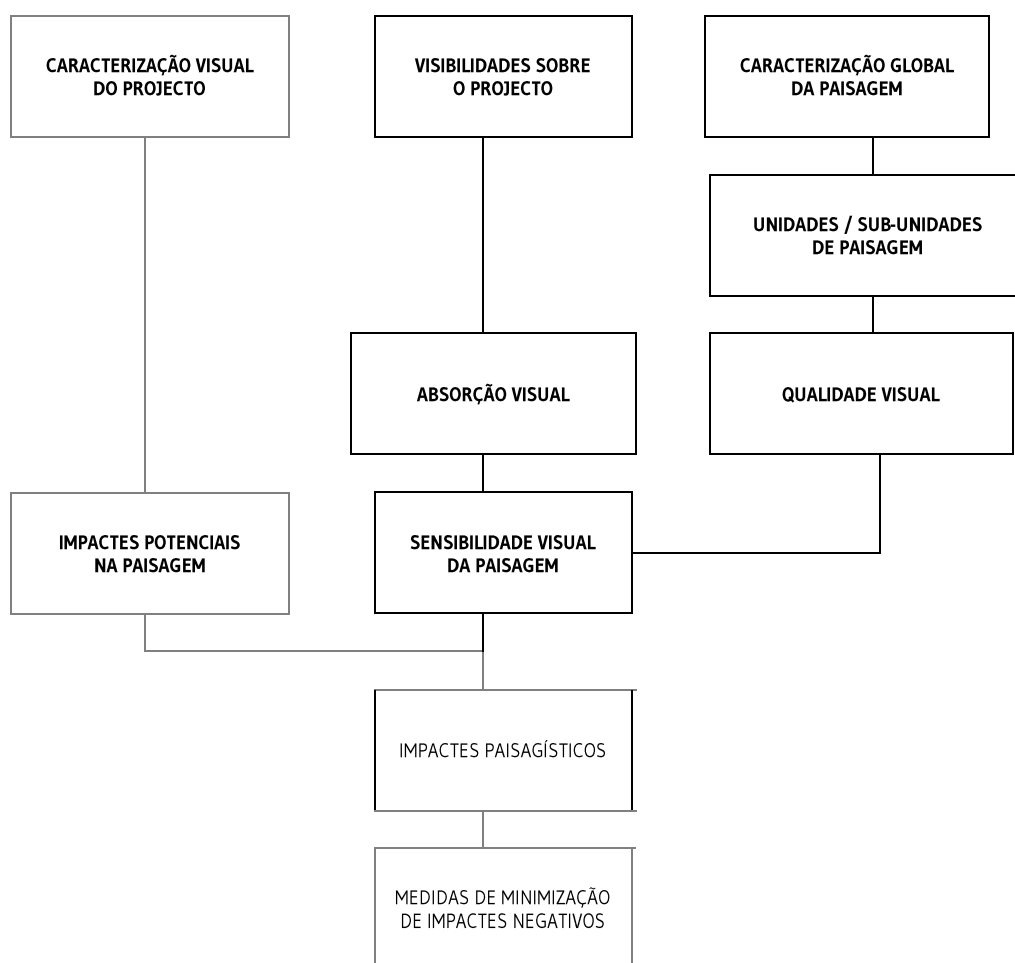 CARACTERIZAÇÃO VISUAL
DO PROJECTO
VISIBILIDADES SOBRE
O PROJECTO
CARACTERIZAÇÃO GLOBAL
DA PAISAGEM
UNIDADES / SUB-UNIDADES
DE PAISAGEM
ABSORÇÃO VISUAL
QUALIDADE VISUAL
IMPACTES POTENCIAIS
NA PAISAGEM
SENSIBILIDADE VISUAL
DA PAISAGEM
IMPACTES PAISAGÍSTICOS
MEDIDAS DE MINIMIZAÇÃO
DE IMPACTES NEGATIVOS